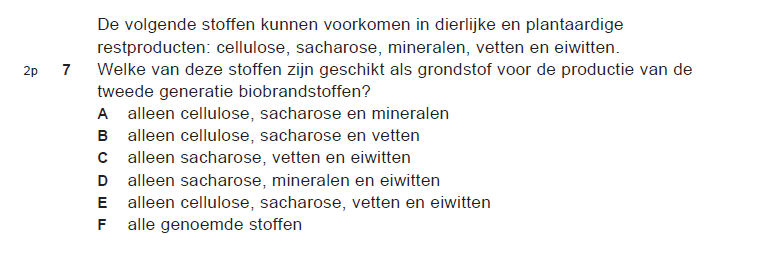 De volgende stoffen kunnen voorkomen in dierlijke en plantaardige
restproducten: cellulose, sacharose, mineralen, vetten en eiwitten.
2p 7 Welke van deze stoffen zijn geschikt als grondstof voor de productie van de
tweede generatie biobrandstoffen?
A alleen cellulose, sacharose en mineralen
B alleen cellulose, sacharose en vetten
C alleen sacharose, vetten en eiwitten
D alleen sacharose, mineralen en eiwitten
E alleen cellulose, sacharose, vetten en eiwitten
F alle genoemde stoffen